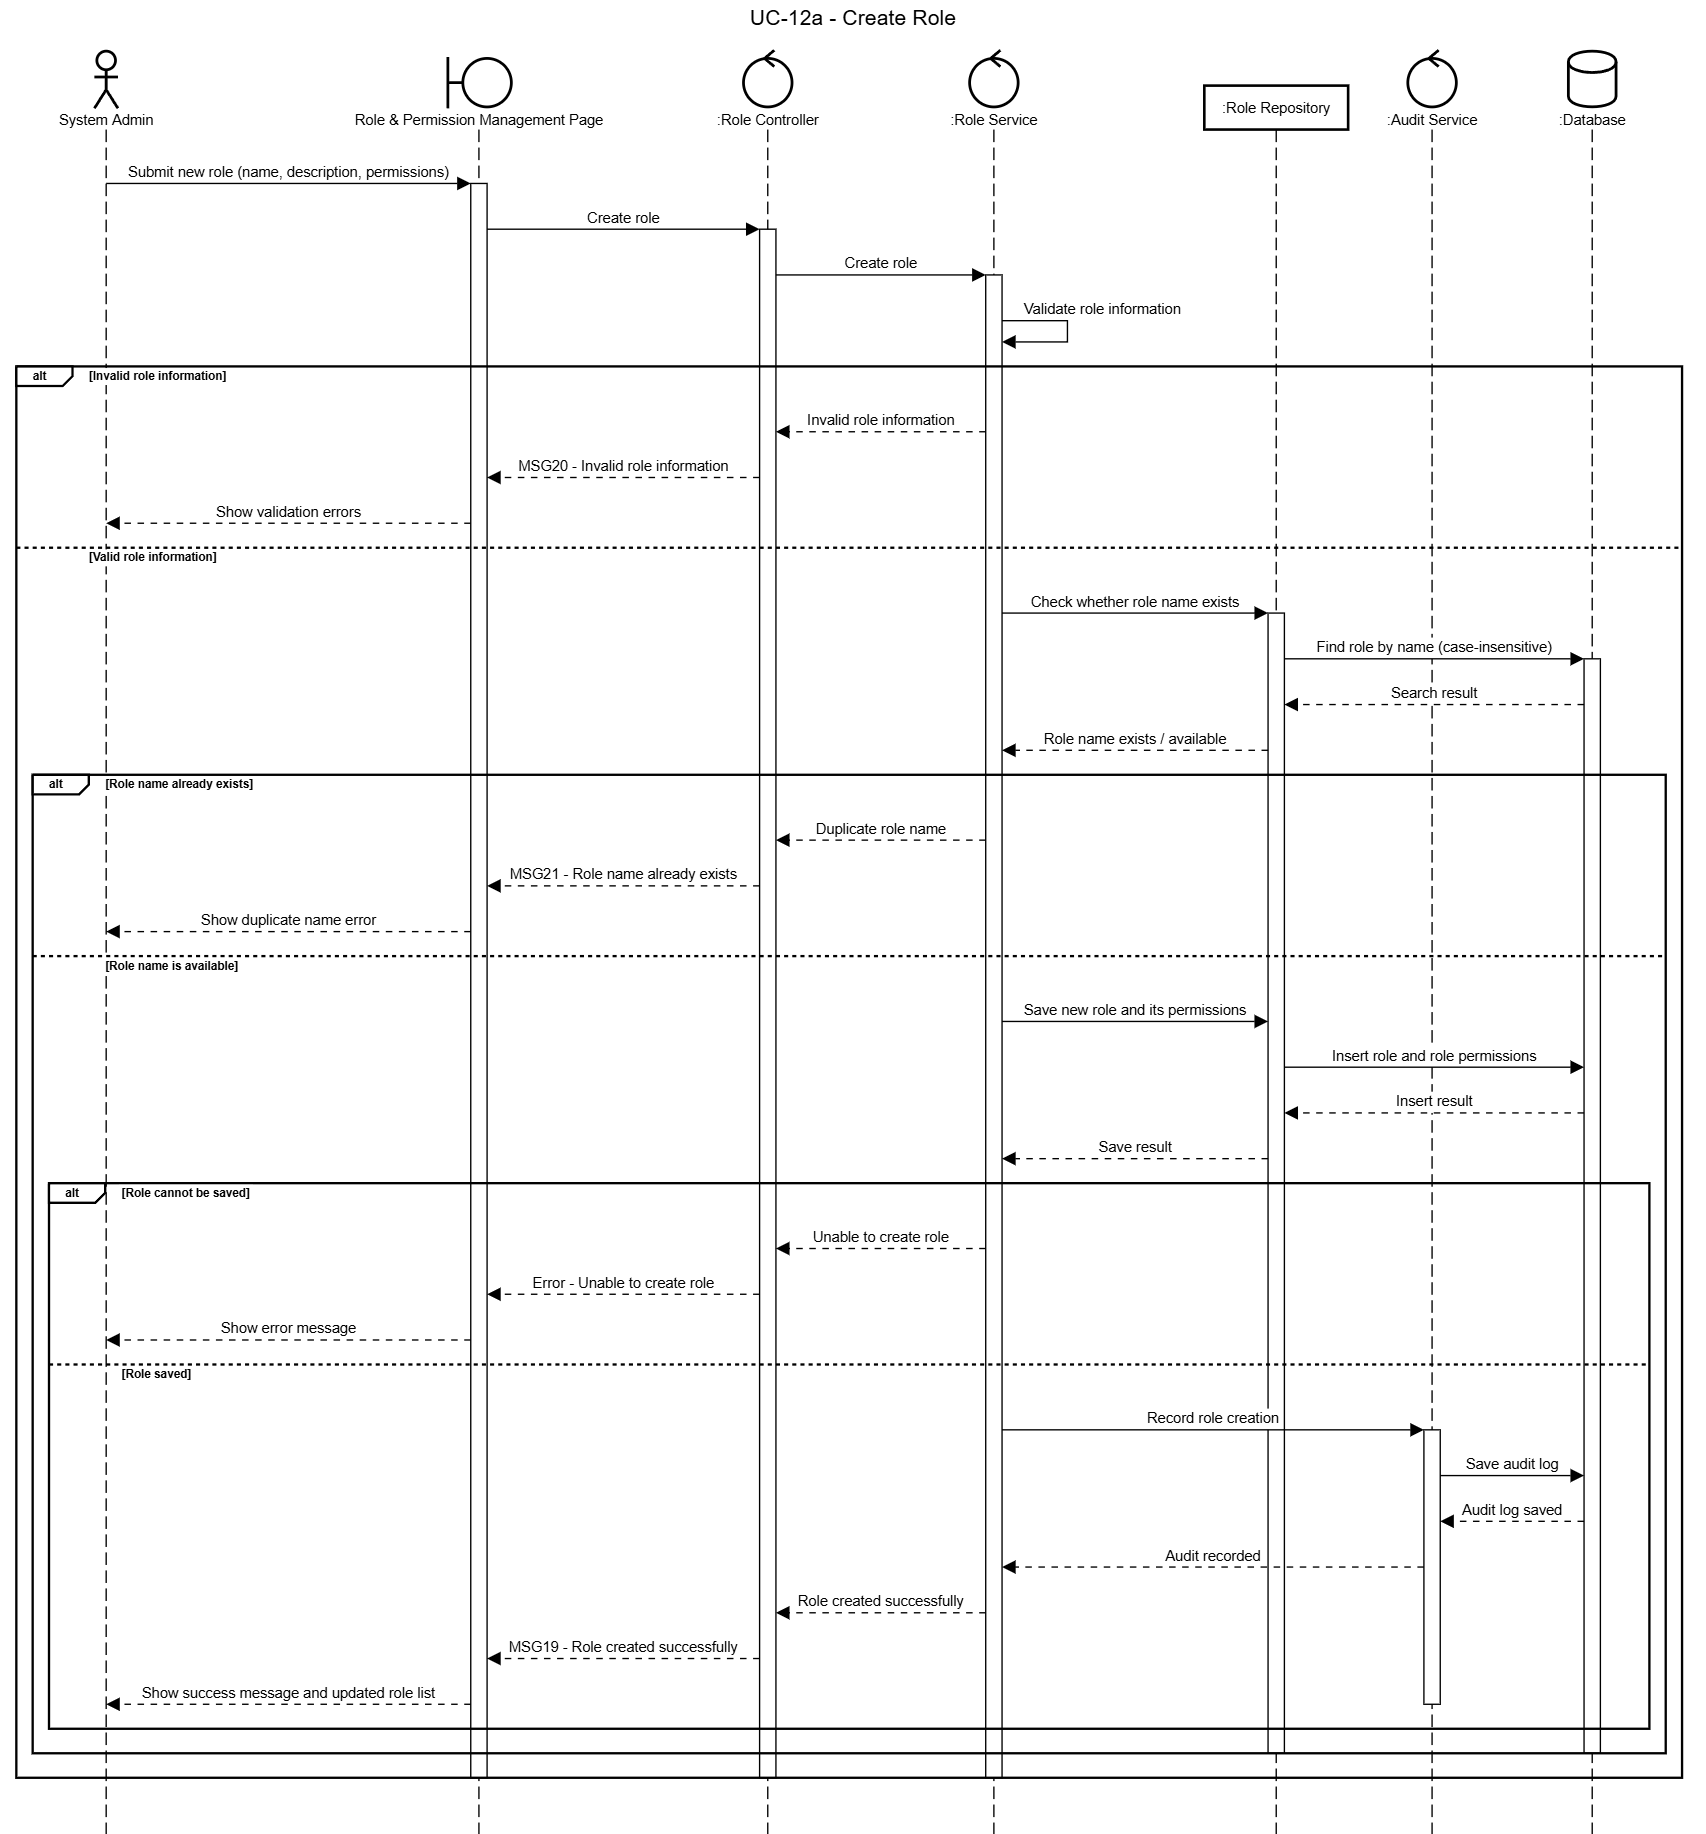 UC-12a - Create Role
System Admin
Role & Permission Management Page
:Role Controller
:Role Service
:Role Repository
:Audit Service
:Database
Submit new role (name, description, permissions)
Create role
Create role
Validate role information
alt
[Invalid role information]
Invalid role information
MSG20 - Invalid role information
Show validation errors
[Valid role information]
Check whether role name exists
Find role by name (case-insensitive)
Search result
Role name exists / available
alt
[Role name already exists]
Duplicate role name
MSG21 - Role name already exists
Show duplicate name error
[Role name is available]
Save new role and its permissions
Insert role and role permissions
Insert result
Save result
alt
[Role cannot be saved]
Unable to create role
Error - Unable to create role
Show error message
[Role saved]
Record role creation
Save audit log
Audit log saved
Audit recorded
Role created successfully
MSG19 - Role created successfully
Show success message and updated role list